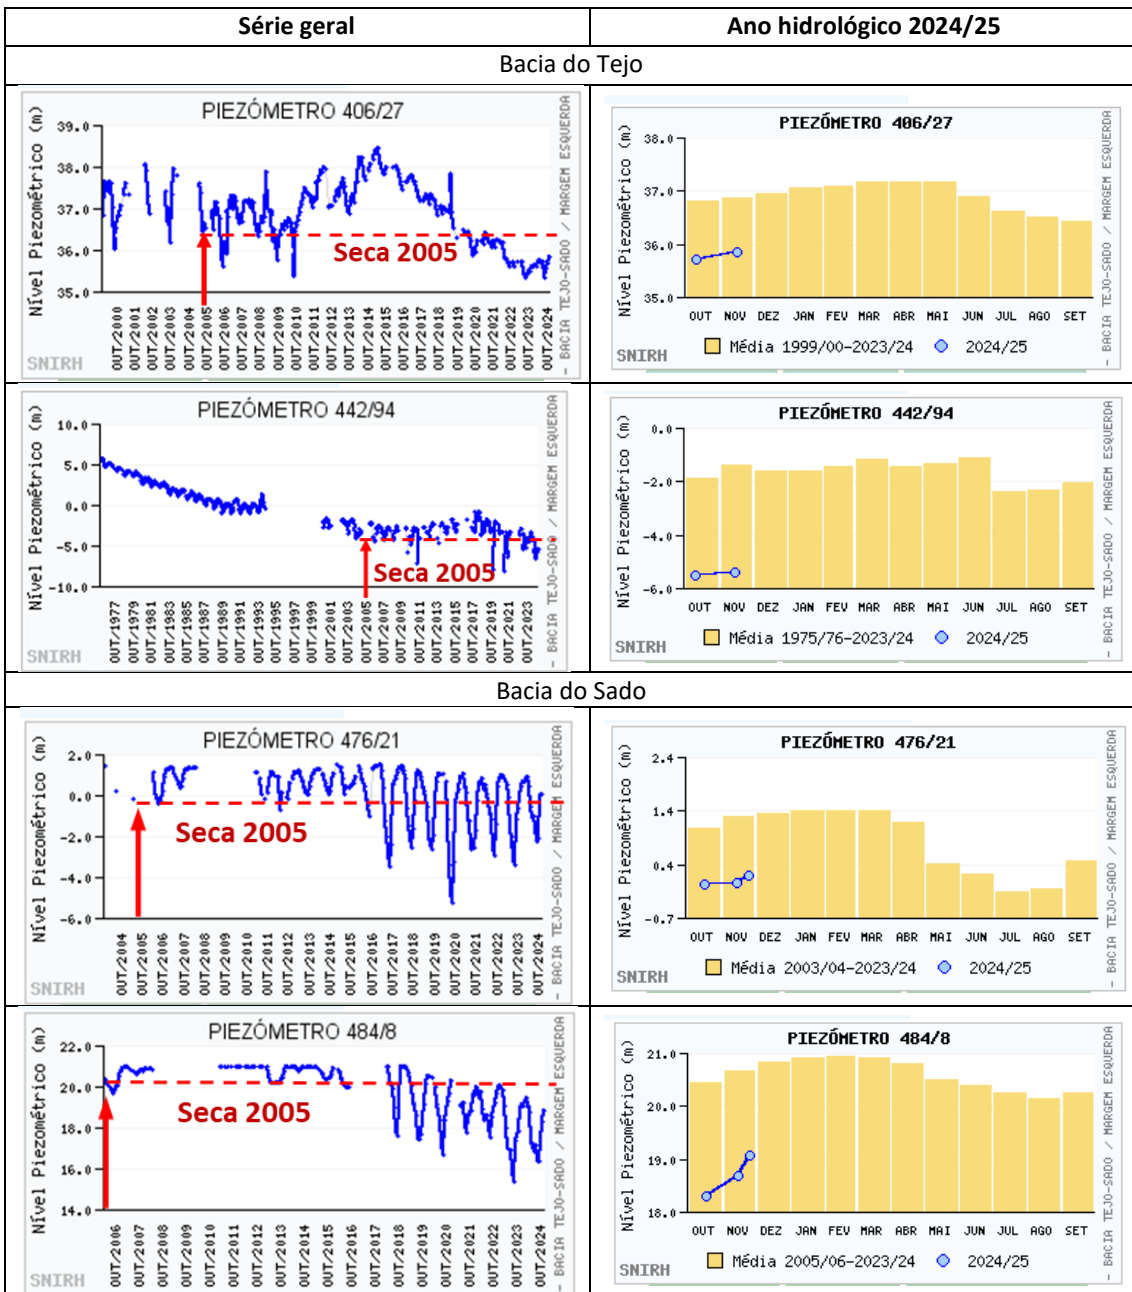 Série geral
Ano hidrológico 2024/25
Bacia do Tejo
PIEZÓMETRO 406/27
Nível Piezométrico (m)
39.0
38.0
37.0
36.0
35.0
Seca 2005
OUT/2000
OUT/2001
OUT/2002
OUT/2003
OUT/2004
OUT/2005
OUT/2006
OUT/2007
OUT/2008
OUT/2009
OUT/2010
OUT/2011
OUT/2012
OUT/2013
OUT/2014
OUT/2015
OUT/2016
OUT/2017
OUT/2018
OUT/2019
OUT/2020
OUT/2021
OUT/2022
OUT/2023
OUT/2024
SNIRH
- BACIA TEJO-SADO / MARGEM ESQUERDA
PIEZÓMETRO 406/27
Nível Piezométrico (m)
38.0
37.0
36.0
35.0
OUT NOV DEZ JAN FEV MAR ABR MAI JUN JUL AGO SET
Média 1999/00-2023/24 2024/25
SNIRH
- BACIA TEJO-SADO / MARGEM ESQUERDA
PIEZÓMETRO 442/94
Nível Piezométrico (m)
10.0
5.0
0.0
-5.0
-10.0
Seca 2005
OUT/1977
OUT/1979
OUT/1981
OUT/1983
OUT/1985
OUT/1987
OUT/1989
OUT/1991
OUT/1993
OUT/1995
OUT/1997
OUT/1999
OUT/2001
OUT/2003
OUT/2005
OUT/2007
OUT/2009
OUT/2011
OUT/2013
OUT/2015
OUT/2017
OUT/2019
OUT/2021
OUT/2023
SNIRH
- BACIA TEJO-SADO / MARGEM ESQUERDA
PIEZÓMETRO 442/94
Nível Piezométrico (m)
0.0
-2.0
-4.0
-6.0
OUT NOV DEZ JAN FEV MAR ABR MAI JUN JUL AGO SET
Média 1975/76-2023/24 2024/25
SNIRH
- BACIA TEJO-SADO / MARGEM ESQUERDA
Bacia do Sado
PIEZÓMETRO 476/21
Nível Piezométrico (m)
2.0
0.0
-2.0
-4.0
-6.0
Seca 2005
OUT/2004
OUT/2005
OUT/2006
OUT/2007
OUT/2008
OUT/2009
OUT/2010
OUT/2011
OUT/2012
OUT/2013
OUT/2014
OUT/2015
OUT/2016
OUT/2017
OUT/2018
OUT/2019
OUT/2020
OUT/2021
OUT/2022
OUT/2023
OUT/2024
SNIRH
- BACIA TEJO-SADO / MARGEM ESQUERDA
PIEZÓMETRO 476/21
Nível Piezométrico (m)
2.4
1.4
0.4
-0.7
OUT NOV DEZ JAN FEV MAR ABR MAI JUN JUL AGO SET
Média 2003/04-2023/24 2024/25
SNIRH
- BACIA TEJO-SADO / MARGEM ESQUERDA
PIEZÓMETRO 484/8
Nível Piezométrico (m)
22.0
20.0
18.0
16.0
14.0
Seca 2005
OUT/2006
OUT/2007
OUT/2008
OUT/2009
OUT/2010
OUT/2011
OUT/2012
OUT/2013
OUT/2014
OUT/2015
OUT/2016
OUT/2017
OUT/2018
OUT/2019
OUT/2020
OUT/2021
OUT/2022
OUT/2023
OUT/2024
SNIRH
- BACIA TEJO-SADO / MARGEM ESQUERDA
PIEZÓMETRO 484/8
Nível Piezométrico (m)
21.0
20.0
19.0
18.0
OUT NOV DEZ JAN FEV MAR ABR MAI JUN JUL AGO SET
Média 2005/06-2023/24 2024/25
SNIRH
- BACIA TEJO-SADO / MARGEM ESQUERDA